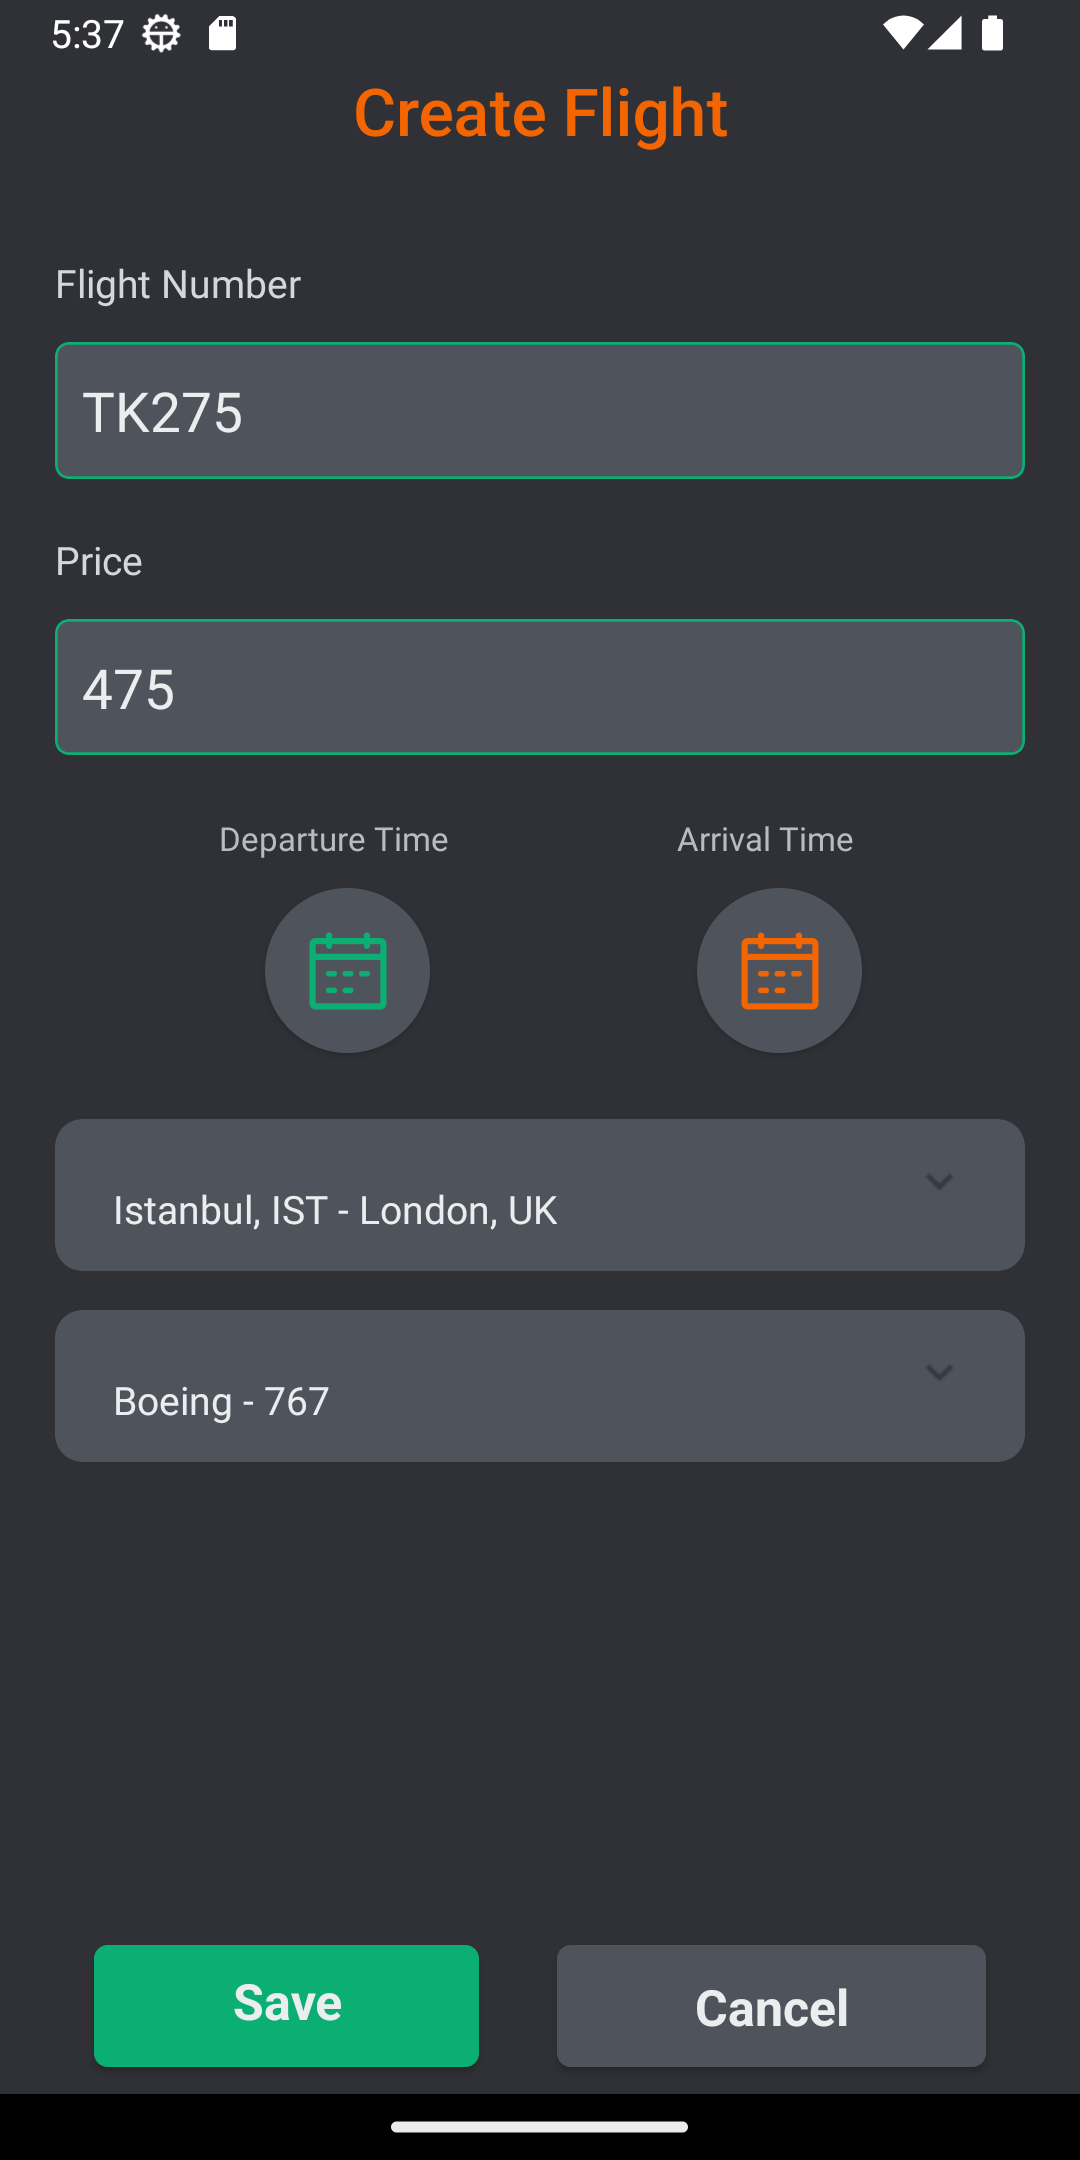 5:37
Create Flight
Flight Number
TK275
Price
475
Departure Time
Arrival Time
Istanbul, IST - London, UK
Boeing - 767
Save
Cancel